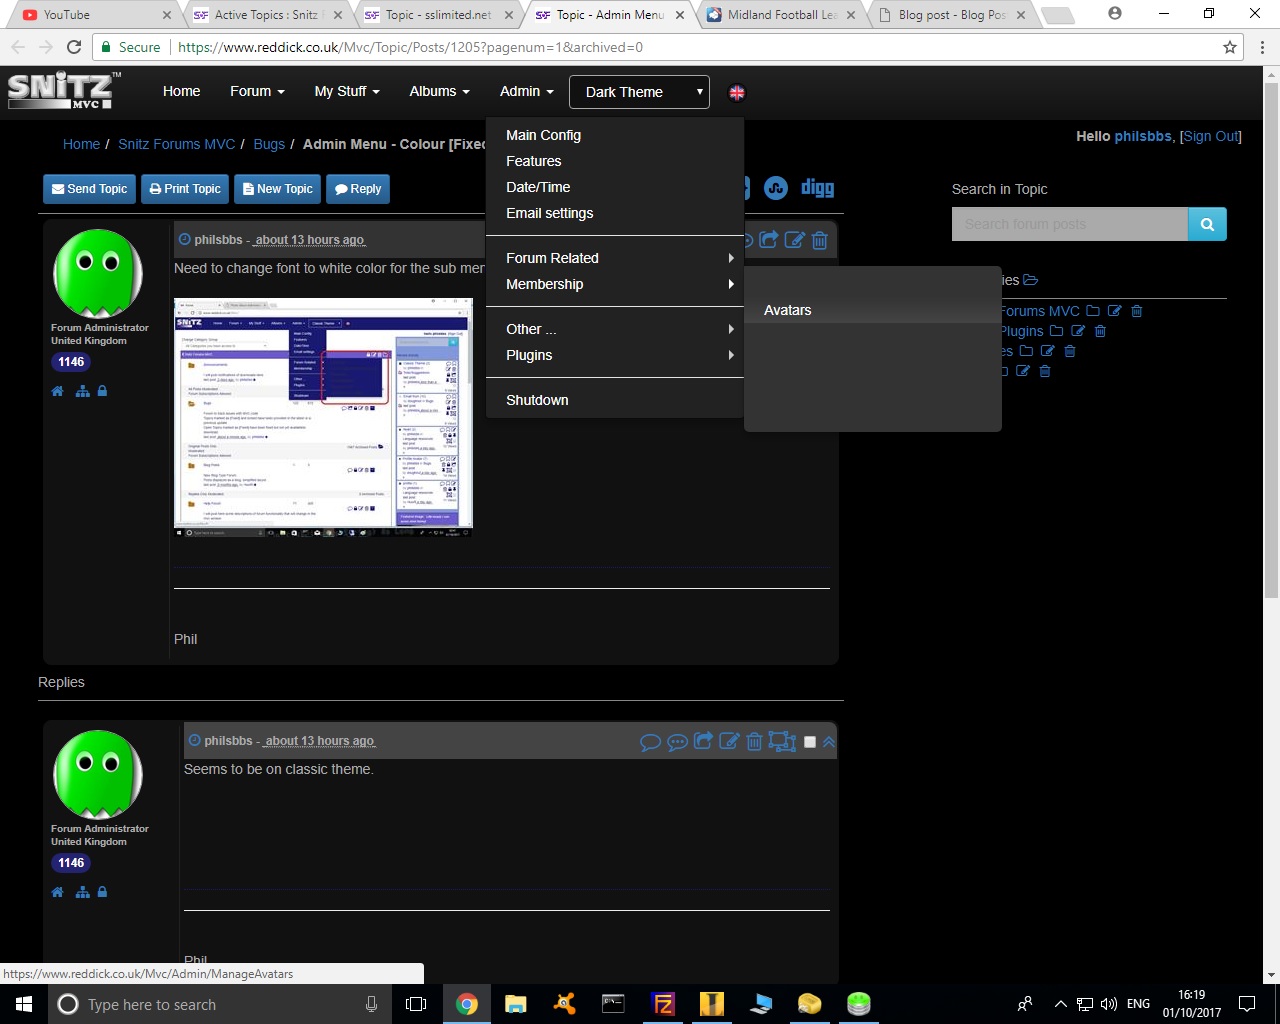 YouTube
Active Topics : Snitz F
Topic - sslimited.net
Topic - Admin Menu
Midland Football Lea
Blog post - Blog Pos
Secure
https://www.reddick.co.uk/Mvc/Topic/Posts/1205?pagenum=1&archived=0
SNiTZ TM MVC
Home Forum My Stuff Albums Admin Dark Theme
Home / Snitz Forums MVC / Bugs / Admin Menu - Colour [Fixed
Hello philsbbs, [Sign Out]
Main Config
Features
Date/Time
Email settings
Forum Related
Membership
Other ...
Plugins
Shutdown
Avatars
Send Topic Print Topic New Topic Reply
digg
Search in Topic
Search forum posts
philsbbs - about 13 hours ago
Need to change font to white color for the sub men
Forum Administrator
United Kingdom
1146
ies
Forums MVC
Plugins
es
Phil
Replies
philsbbs - about 13 hours ago
Seems to be on classic theme.
Forum Administrator
United Kingdom
1146
Phil
https://www.reddick.co.uk/Mvc/Admin/ManageAvatars
Type here to search
ENG
16:19
01/10/2017